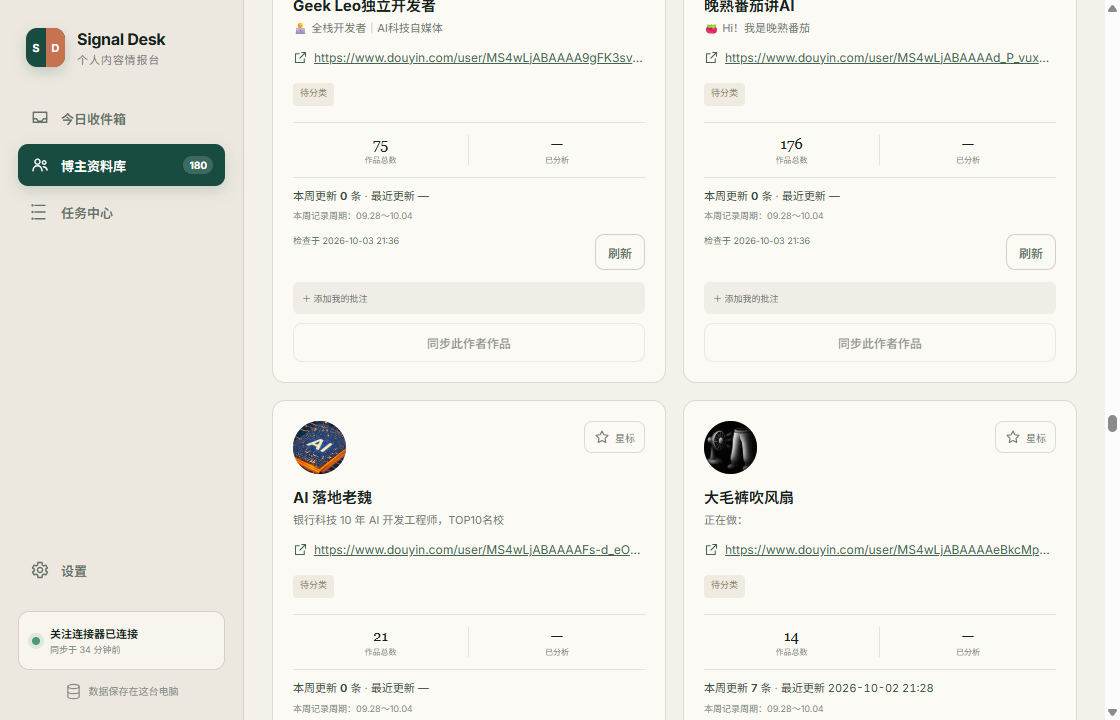 S D
Signal Desk
个人内容情报台
今日收件箱
博主资料库 180
任务中心
设置
关注连接器已连接
同步于 34 分钟前
数据保存在这台电脑
Geek Leo独立开发者
全栈开发者｜AI科技自媒体
https://www.douyin.com/user/MS4wLjABAAAA9gFK3sv...
待分类
75
作品总数
—
已分析
本周更新 0 条 · 最近更新 —
本周记录周期：09.28～10.04
检查于 2026-10-03 21:36
刷新
+ 添加我的批注
同步此作者作品
晚熟番茄讲AI
Hi！我是晚熟番茄
https://www.douyin.com/user/MS4wLjABAAAAd_P_vux...
待分类
176
作品总数
—
已分析
本周更新 0 条 · 最近更新 —
本周记录周期：09.28～10.04
检查于 2026-10-03 21:36
刷新
+ 添加我的批注
同步此作者作品
AI
星标
AI 落地老魏
银行科技 10 年 AI 开发工程师，TOP10名校
https://www.douyin.com/user/MS4wLjABAAAAFs-d_eO...
待分类
21
作品总数
—
已分析
本周更新 0 条 · 最近更新 —
本周记录周期：09.28～10.04
星标
大毛裤吹风扇
正在做：
https://www.douyin.com/user/MS4wLjABAAAAeBkcMp...
待分类
14
作品总数
—
已分析
本周更新 7 条 · 最近更新 2026-10-02 21:28
本周记录周期：09.28～10.04